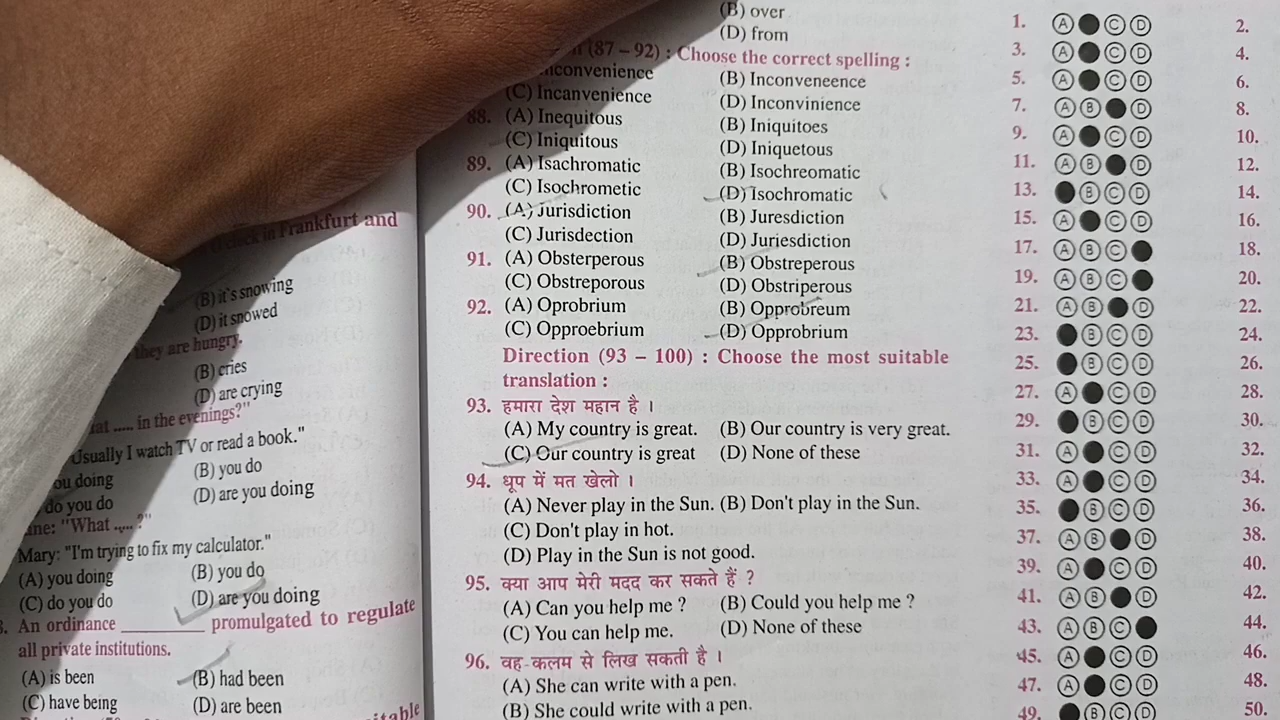 o'clock in Frankfurt and
(B) it's snowing
(D) it snowed
they are hungry.
(B) cries
(D) are crying
..... in the evenings?"
Usually I watch TV or read a book."
you doing
(B) you do
do you do
(D) are you doing
"What .....?"
Mary: "I'm trying to fix my calculator."
(A) you doing
(B) you do
(C) do you do
(D) are you doing
An ordinance _________ promulgated to regulate
all private institutions.
(A) is been
(B) had been
(C) have being
(D) are been
(B) over
(D) from
(87 – 92) : Choose the correct spelling :
Inconvenience
(B) Inconveneence
(C) Incanvenience
(D) Inconvinience
88. (A) Inequitous
(B) Iniquitoes
(C) Iniquitous
(D) Iniquetous
89. (A) Isachromatic
(B) Isochreomatic
(C) Isochrometic
(D) Isochromatic
90. (A) Jurisdiction
(B) Juresdiction
(C) Jurisdection
(D) Juriesdiction
91. (A) Obsterperous
(B) Obstreperous
(C) Obstreporous
(D) Obstriperous
92. (A) Oprobrium
(B) Opprobreum
(C) Opproebrium
(D) Opprobrium
Direction (93 – 100) : Choose the most suitable
translation :
93. हमारा देश महान है ।
(A) My country is great. (B) Our country is very great.
(C) Our country is great (D) None of these
94. धूप में मत खेलो ।
(A) Never play in the Sun. (B) Don't play in the Sun.
(C) Don't play in hot.
(D) Play in the Sun is not good.
95. क्या आप मेरी मदद कर सकते हैं ?
(A) Can you help me ? (B) Could you help me ?
(C) You can help me. (D) None of these
96. वह-कलम से लिख सकती है ।
(A) She can write with a pen.
(B) She could write with a pen.
1. A C D 2.
3. A C D 4.
5. A C D 6.
7. A B D 8.
9. A C D 10.
11. A B D 12.
13. B C D 14.
15. A C D 16.
17. A B C 18.
19. A B C 20.
21. A B D 22.
23. B C D 24.
25. B C D 26.
27. A C D 28.
29. B C D 30.
31. A C D 32.
33. A C D 34.
35. B C D 36.
37. A B D 38.
39. A C D 40.
41. A B D 42.
43. A B C 44.
45. A C D 46.
47. A C D 48.
49. B C D 50.